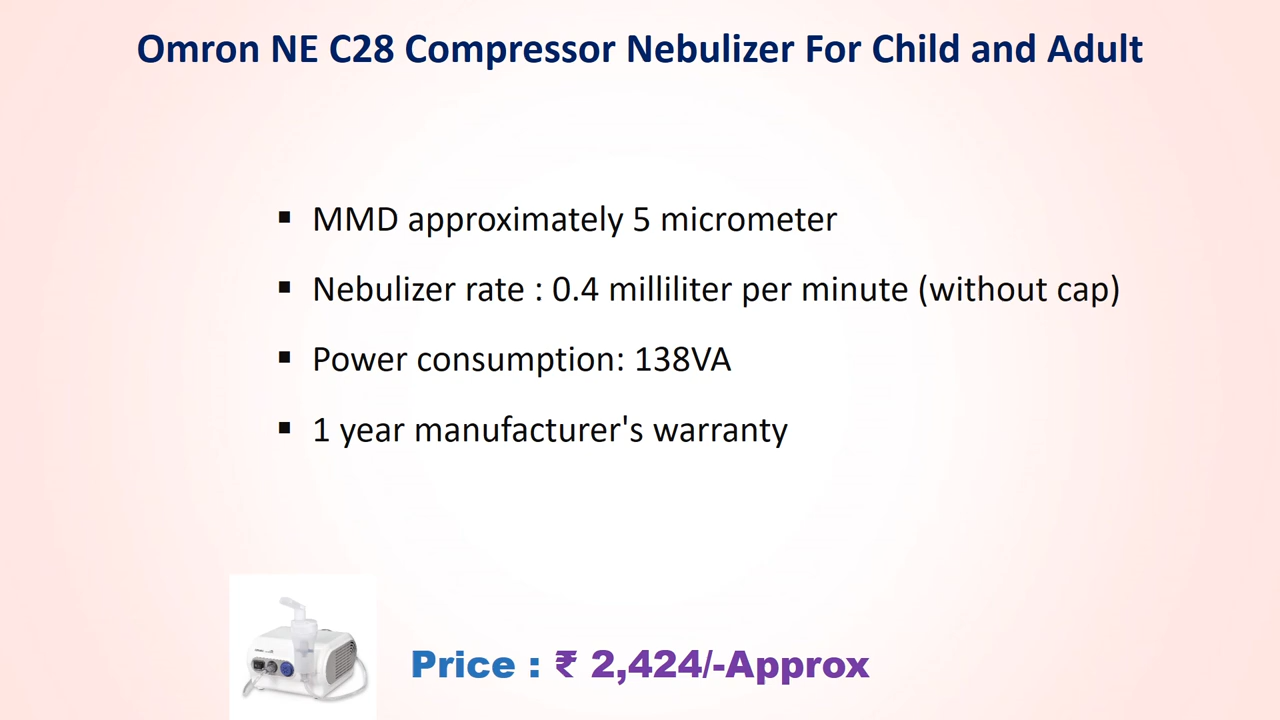 Omron NE C28 Compressor Nebulizer For Child and Adult
▪ MMD approximately 5 micrometer
▪ Nebulizer rate : 0.4 milliliter per minute (without cap)
▪ Power consumption: 138VA
▪ 1 year manufacturer's warranty
Price : ₹ 2,424/-Approx